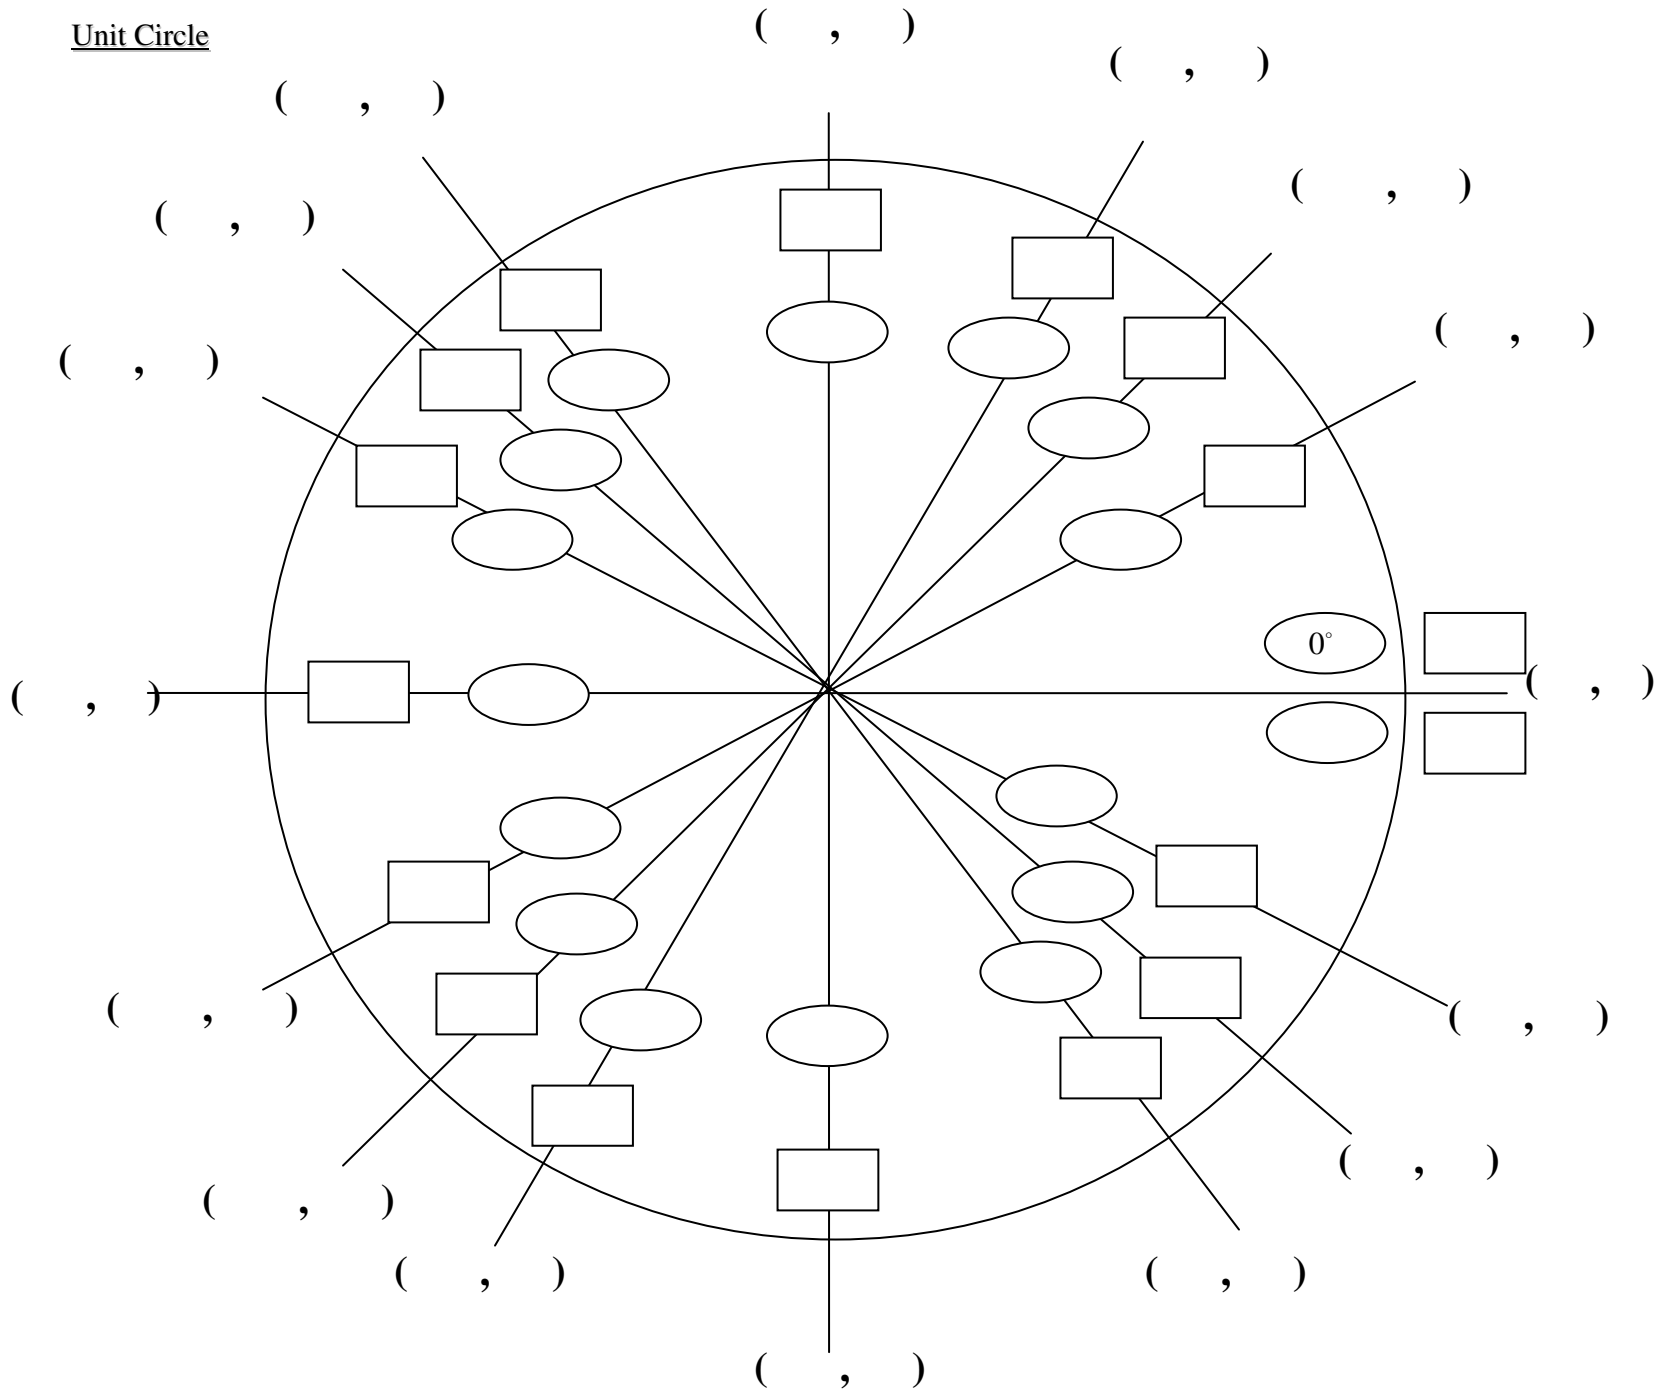 Unit Circle
( , )
( , )
( , )
( , )
( , )
( , )
( , )
0°
( , )
( , )
( , )
( , )
( , )
( , )
( , )
( , )
( , )